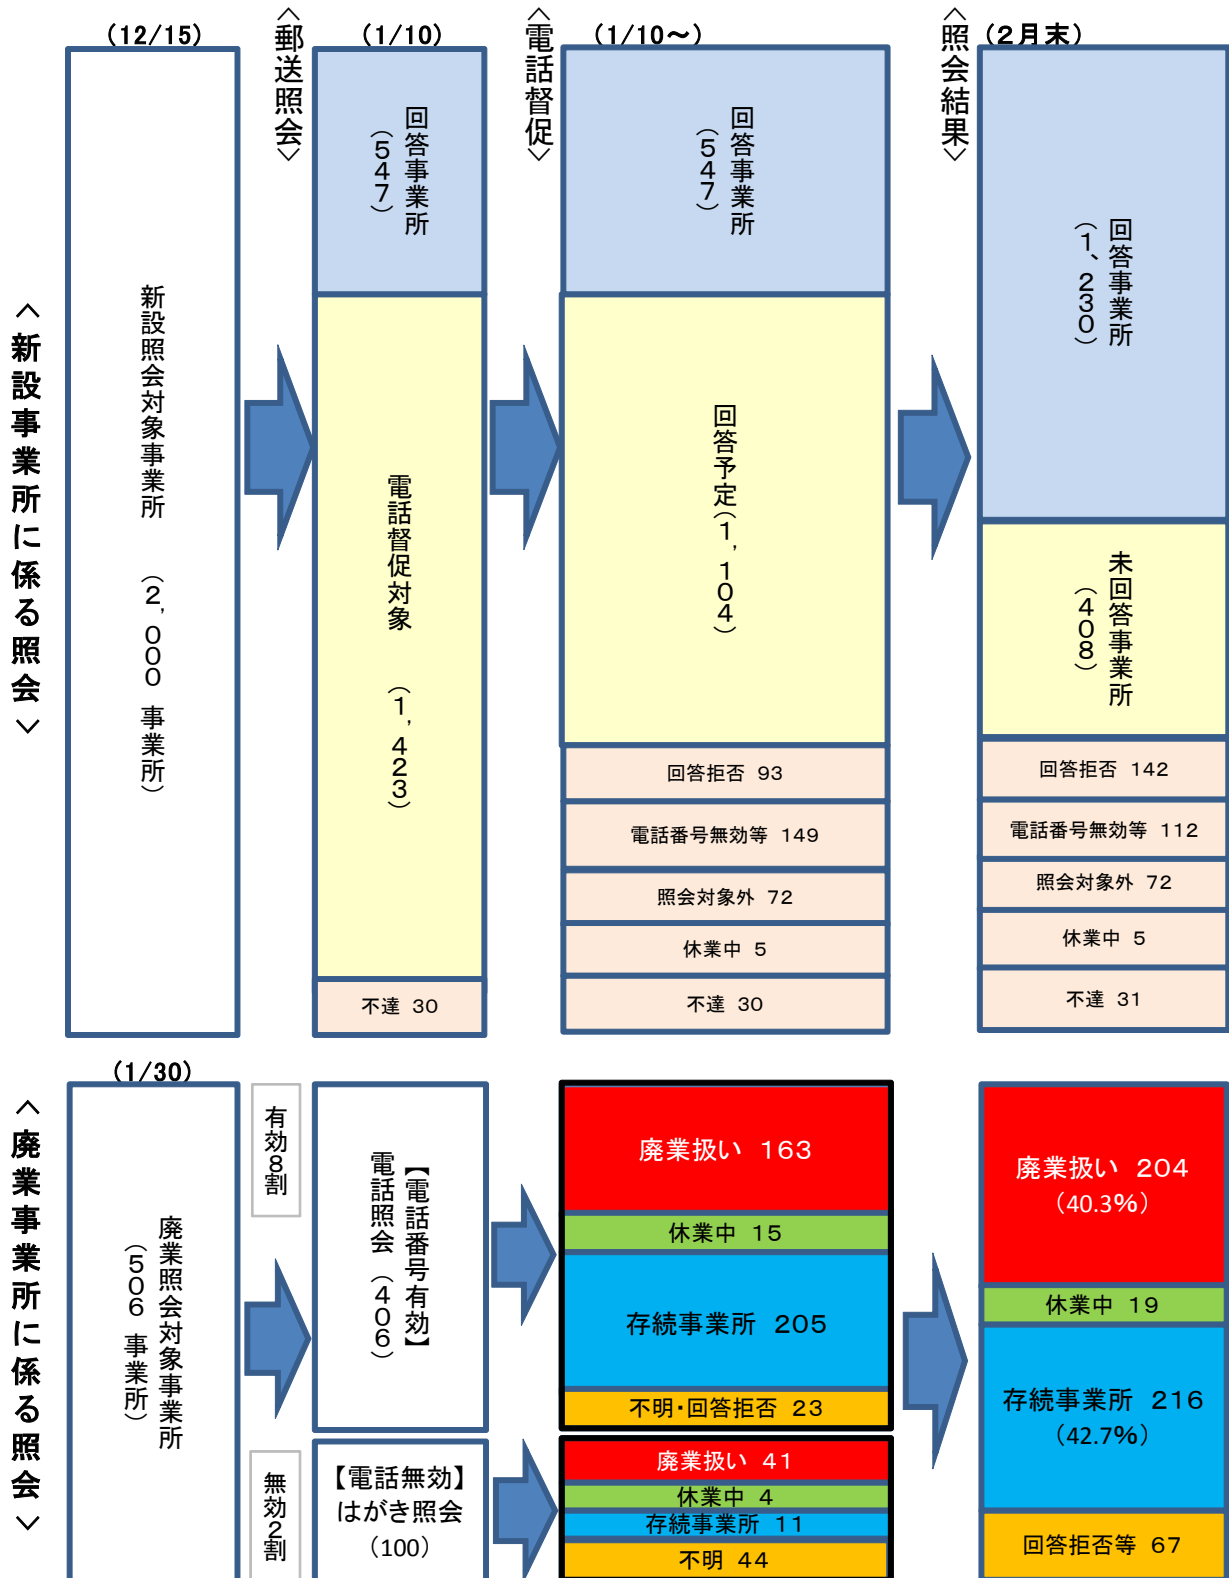 ＜新設事業所に係る照会＞
(12/15)
新設照会対象事業所　（2,000 事業所）
＜郵送照会＞
(1/10)
回答事業所
（547）
電話督促対象　（1,423）
不達 30
＜電話督促＞
(1/10～)
回答事業所
（547）
回答予定（1,104）
回答拒否 93
電話番号無効等 149
照会対象外 72
休業中 5
不達 30
＜照会結果＞
(2月末)
回答事業所
（1、230）
未回答事業所
（408）
回答拒否 142
電話番号無効等 112
照会対象外 72
休業中 5
不達 31
＜廃業事業所に係る照会＞
(1/30)
廃業照会対象事業所
（506 事業所）
有効8割
無効2割
【電話番号有効】
電話照会（406）
【電話無効】
はがき照会
(100)
廃業扱い 163
休業中 15
存続事業所 205
不明・回答拒否 23
廃業扱い 41
休業中 4
存続事業所 11
不明 44
廃業扱い 204
(40.3%)
休業中 19
存続事業所 216
(42.7%)
回答拒否等 67